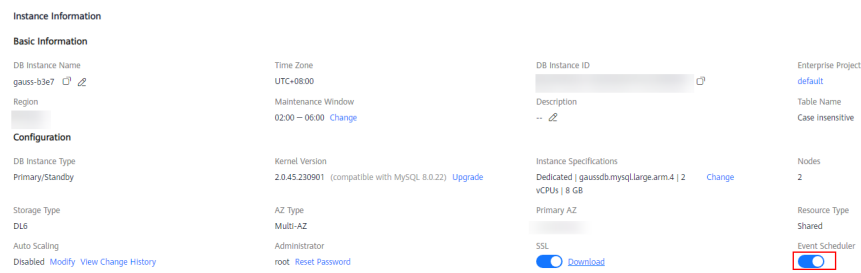 Instance Information
Basic Information
DB Instance Name Time Zone DB Instance ID Enterprise Project
gauss-b3e7 UTC+08:00 default
Region Maintenance Window Description Table Name
02:00 — 06:00 Change -- Case insensitive
Configuration
DB Instance Type Kernel Version Instance Specifications Nodes
Primary/Standby 2.0.45.230901 (compatible with MySQL 8.0.22) Upgrade Dedicated | gaussdb.mysql.large.arm.4 | 2 Change 2
vCPUs | 8 GB
Storage Type AZ Type Primary AZ Resource Type
DL6 Multi-AZ Shared
Auto Scaling Administrator SSL Event Scheduler
Disabled Modify View Change History root Reset Password Download